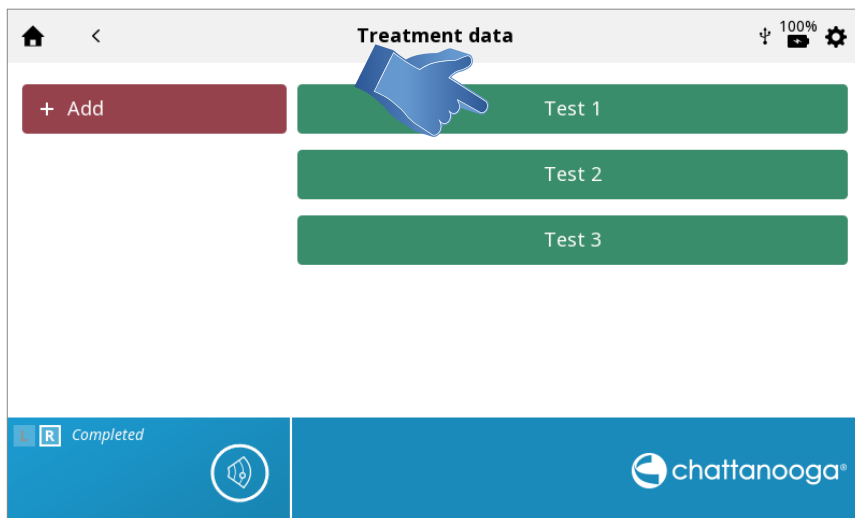 Treatment data
100%
+ Add
Test 1
Test 2
Test 3
L R Completed
chattanooga®